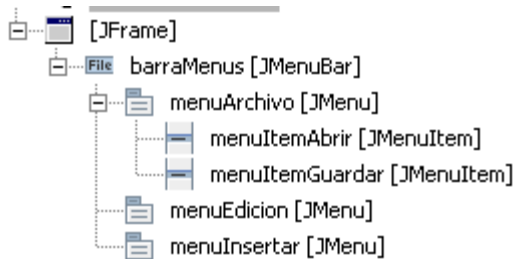 [JFrame]
File barraMenus [JMenuBar]
menuArchivo [JMenu]
menuItemAbrir [JMenuItem]
menuItemGuardar [JMenuItem]
menuEdicion [JMenu]
menuInsertar [JMenu]